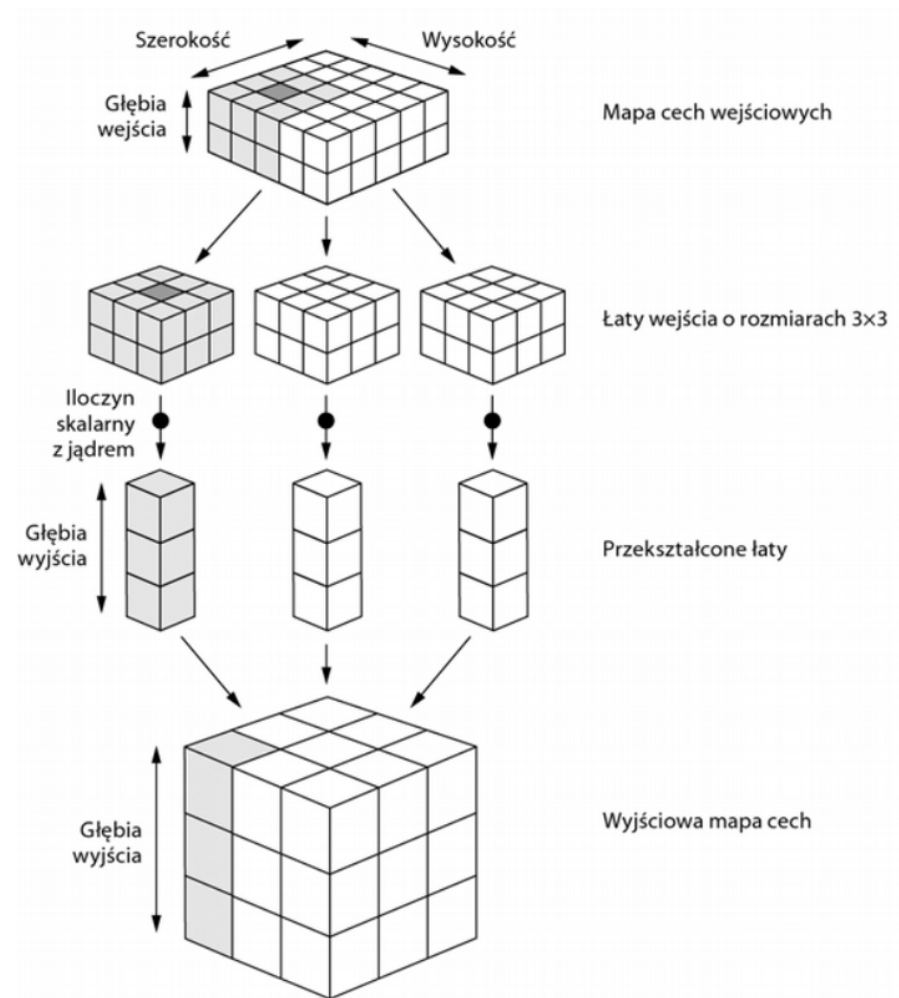 Szerokość
Wysokość
Głębia
wejścia
Mapa cech wejściowych
Łaty wejścia o rozmiarach 3×3
Iloczyn
skalarny
z jądrem
Głębia
wyjścia
Przekształcone łaty
Głębia
wyjścia
Wyjściowa mapa cech